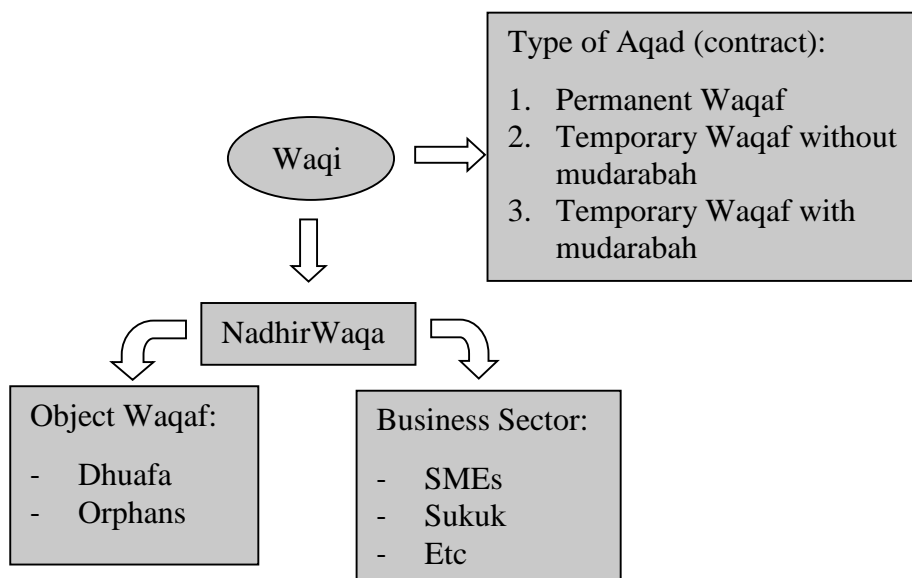 Type of Aqad (contract):
1. Permanent Waqaf
2. Temporary Waqaf without
mudarabah
3. Temporary Waqaf with
mudarabah
Waqi
NadhirWaqa
Object Waqaf:
- Dhuafa
- Orphans
Business Sector:
- SMEs
- Sukuk
- Etc